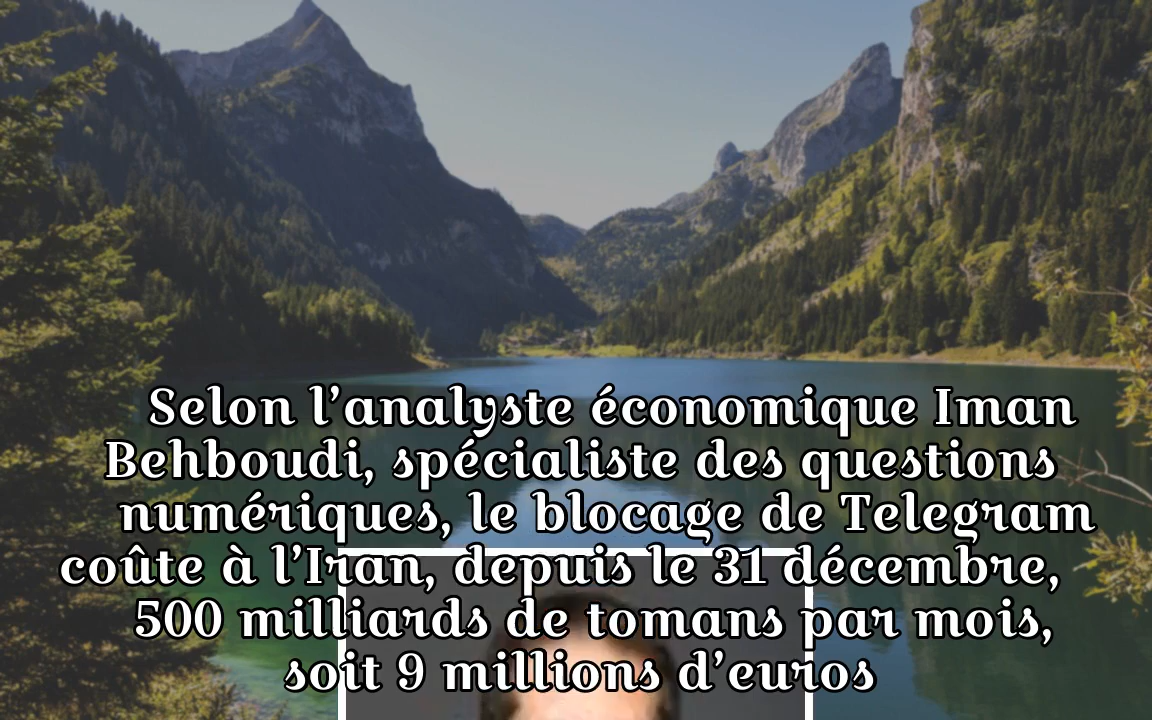 Selon l’analyste économique Iman
Behboudi, spécialiste des questions
numériques, le blocage de Telegram
coûte à l’Iran, depuis le 31 décembre,
500 milliards de tomans par mois,
soit 9 millions d’euros